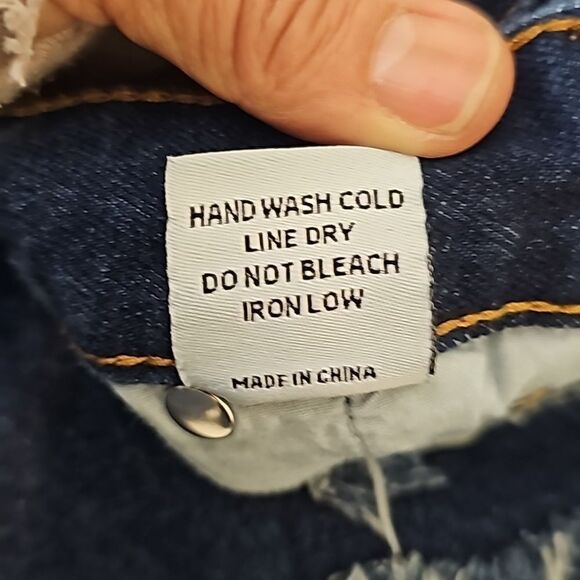 HAND WASH COLD
LINE DRY
DO NOT BLEACH
IRON LOW
MADE IN CHINA